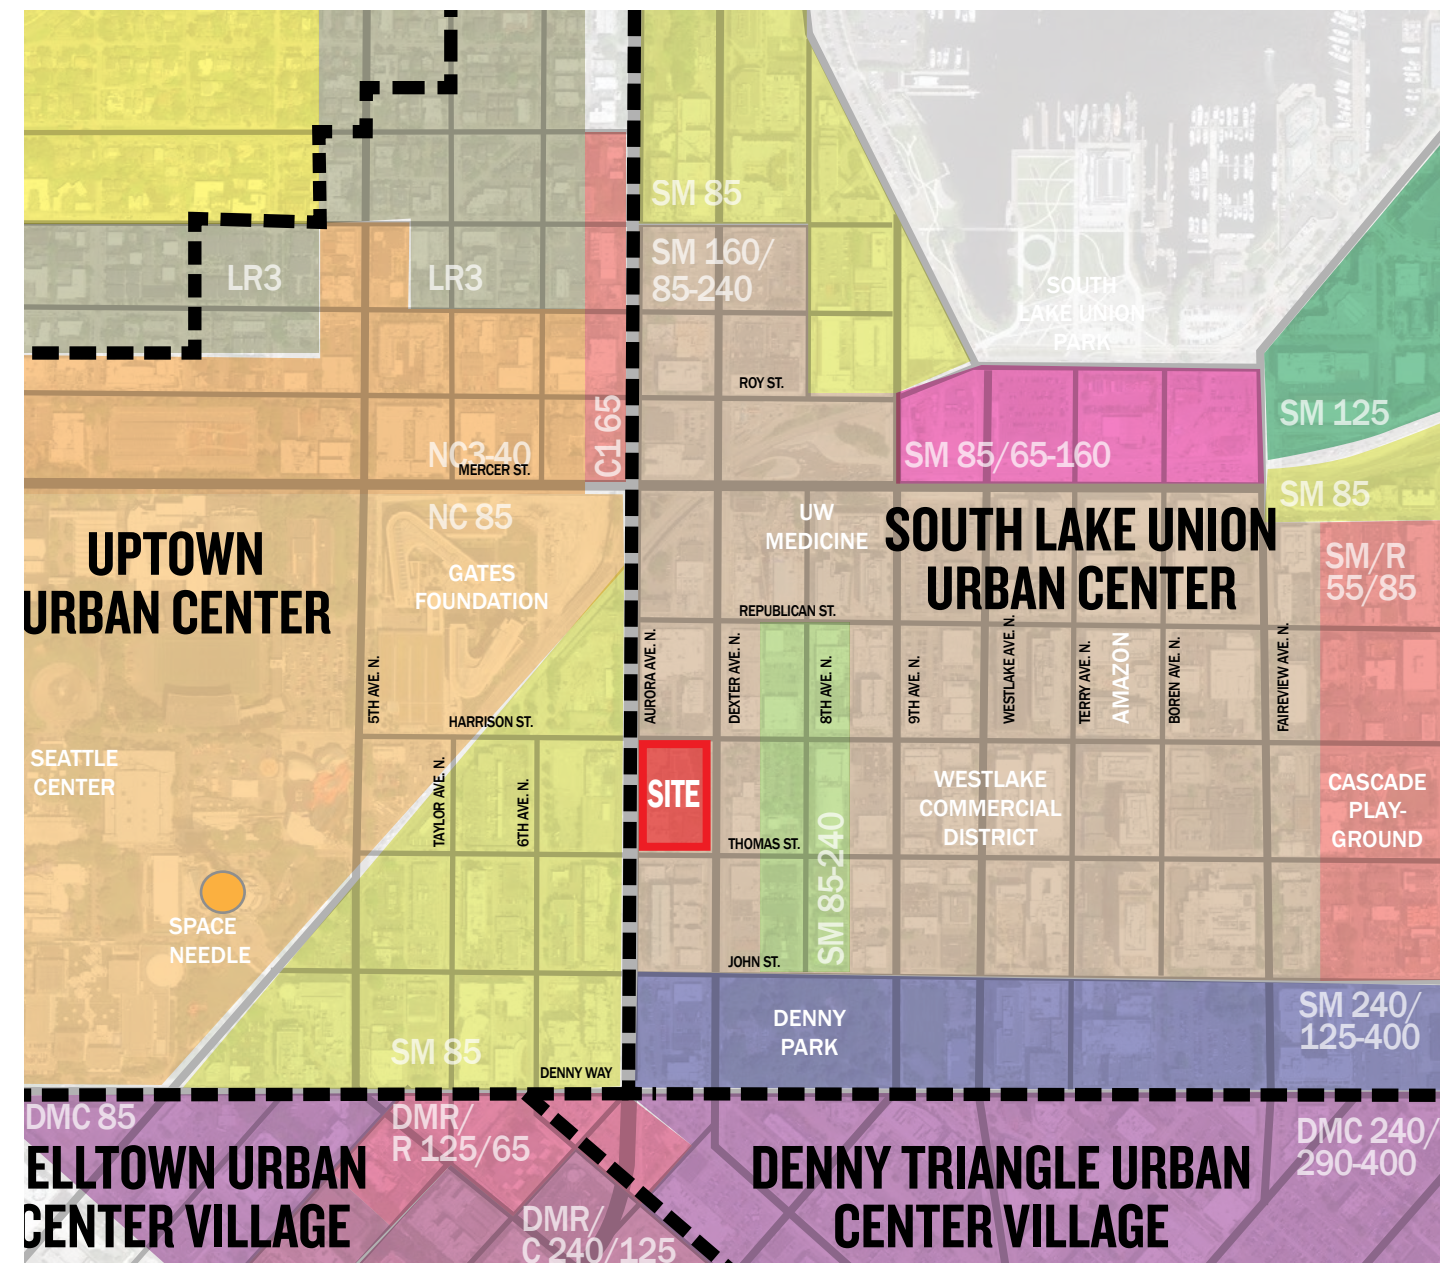 SM 85
SM 160/
85-240
LR3
LR3
SOUTH
LAKE UNION
PARK
ROY ST.
C1 65
NC3-40
MERCER ST.
SM 85/65-160
SM 125
SM 85
NC 85
UW
MEDICINE
SOUTH LAKE UNION
URBAN CENTER
UPTOWN
URBAN CENTER
GATES
FOUNDATION
SM/R
55/85
REPUBLICAN ST.
5TH AVE. N.
AURORA AVE. N.
DEXTER AVE. N.
8TH AVE. N.
9TH AVE. N.
WESTLAKE AVE. N.
TERRY AVE. N.
AMAZON
BOREN AVE. N.
FAIREVIEW AVE. N.
HARRISON ST.
SEATTLE
CENTER
TAYLOR AVE. N.
6TH AVE. N.
SITE
WESTLAKE
COMMERCIAL
DISTRICT
CASCADE
PLAY-
GROUND
THOMAS ST.
SM 85-240
SPACE
NEEDLE
JOHN ST.
SM 240/
125-400
DENNY
PARK
SM 85
DENNY WAY
DMC 85
DMR/
R 125/65
DMC 240/
290-400
ELLTOWN URBAN
CENTER VILLAGE
DENNY TRIANGLE URBAN
CENTER VILLAGE
DMR/
C 240/125